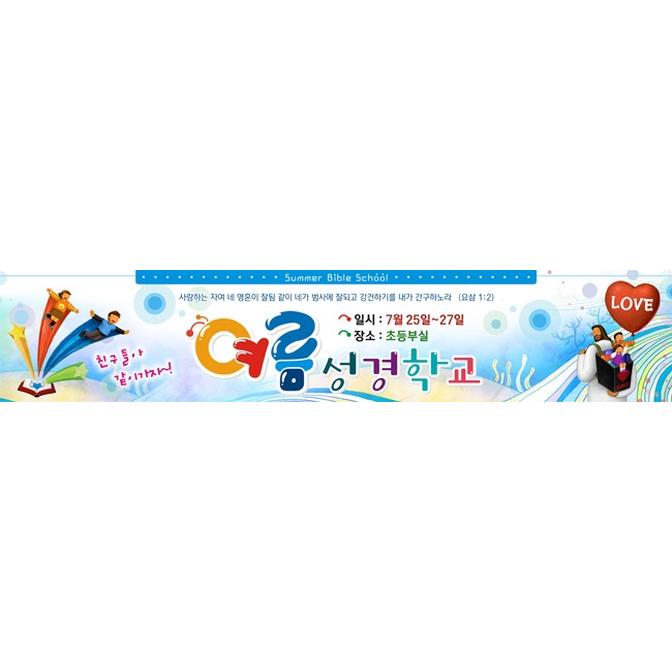 Summer Bible School
사랑하는 자여 네 영혼이 잘됨 같이 네가 범사에 잘되고 강건하기를 내가 간구하노라 (요삼 1:2)
일시 : 7월 25일~27일
장소 : 초등부실
여름성경학교
친구들아
같이가자~!
LOVE